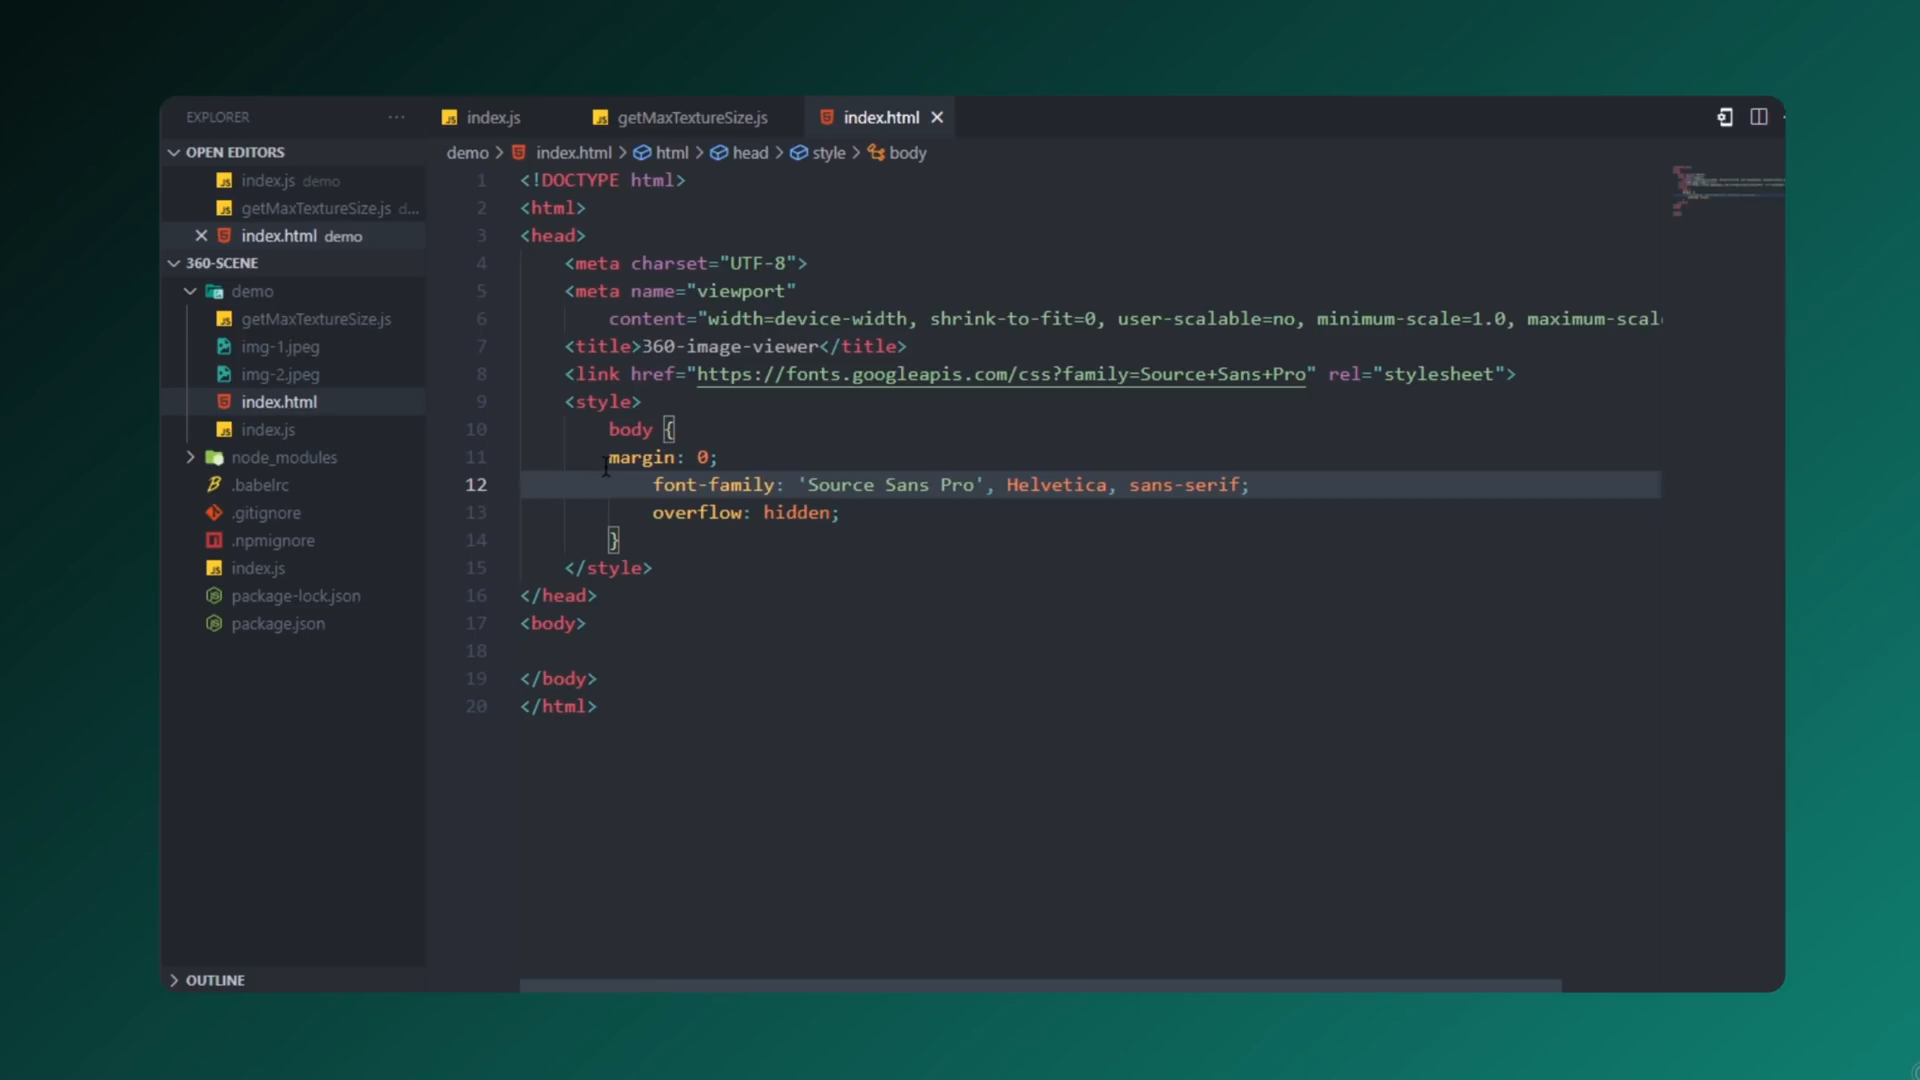 EXPLORER ···
OPEN EDITORS
index.js demo
getMaxTextureSize.js d...
index.html demo
360-SCENE
demo
getMaxTextureSize.js
img-1.jpeg
img-2.jpeg
index.html
index.js
node_modules
.babelrc
.gitignore
.npmignore
index.js
package-lock.json
package.json
OUTLINE
index.js getMaxTextureSize.js index.html
demo > index.html > html > head > style > body
1 <!DOCTYPE html>
2 <html>
3 <head>
4 <meta charset="UTF-8">
5 <meta name="viewport"
6 content="width=device-width, shrink-to-fit=0, user-scalable=no, minimum-scale=1.0, maximum-scal
7 <title>360-image-viewer</title>
8 <link href="https://fonts.googleapis.com/css?family=Source+Sans+Pro" rel="stylesheet">
9 <style>
10 body {
11 margin: 0;
12 font-family: 'Source Sans Pro', Helvetica, sans-serif;
13 overflow: hidden;
14 }
15 </style>
16 </head>
17 <body>
18
19 </body>
20 </html>